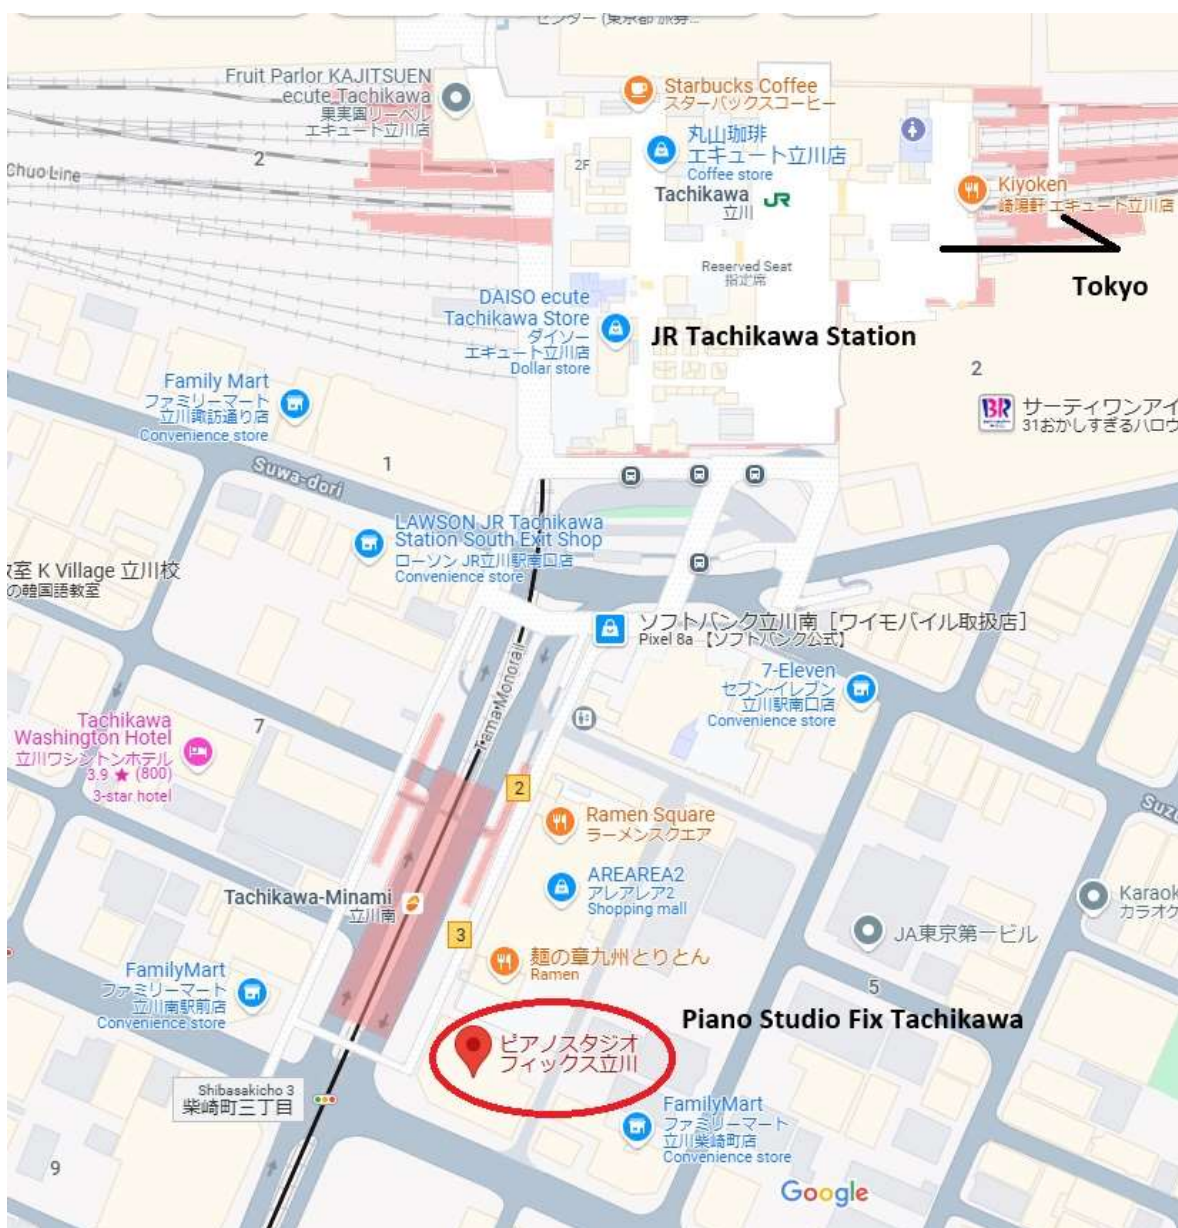 センター (東京都 旅券...
Fruit Parlor KAJITSUEN
ecute Tachikawa
果実園リーベル
エキュート立川店
Starbucks Coffee
スターバックスコーヒー
丸山珈琲
エキュート立川店
Coffee store
2
2F
Chuo Line
Tachikawa
立川
JR
Kiyoken
崎陽軒 エキュート立川店
Reserved Seat
指定席
Tokyo
DAISO ecute
Tachikawa Store
ダイソー
エキュート立川店
Dollar store
JR Tachikawa Station
2
Family Mart
ファミリーマート
立川諏訪通り店
Convenience store
BR
サーティワンアイ
31おかしすぎるハロウ
1
Suwa-dori
LAWSON JR Tachikawa
Station South Exit Shop
ローソン JR立川駅南口店
Convenience store
室 K Village 立川校
の韓国語教室
ソフトバンク立川南［ワイモバイル取扱店］
Pixel 8a 【ソフトバンク公式】
Tama Monorail
7-Eleven
セブン-イレブン
立川駅南口店
Convenience store
Tachikawa
Washington Hotel
立川ワシントンホテル
3.9 ★ (800)
3-star hotel
7
2
Suzu
Ramen Square
ラーメンスクエア
AREAREA2
アレアレア2
Shopping mall
Tachikawa-Minami
立川南
Karaok
カラオケ
3
JA東京第一ビル
麺の章九州とりとん
Ramen
FamilyMart
ファミリーマート
立川南駅前店
Convenience store
5
Piano Studio Fix Tachikawa
ピアノスタジオ
フィックス立川
Shibasakicho 3
柴崎町三丁目
FamilyMart
ファミリーマート
立川柴崎町店
Convenience store
9
Google